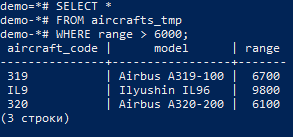 demo=*# SELECT *
demo-*# FROM aircrafts_tmp
demo-*# WHERE range > 6000;
aircraft_code | model | range
--------------+-----------------+-------
319 | Airbus A319-100 | 6700
IL9 | Ilyushin IL96 | 9800
320 | Airbus A320-200 | 6100
(3 строки)